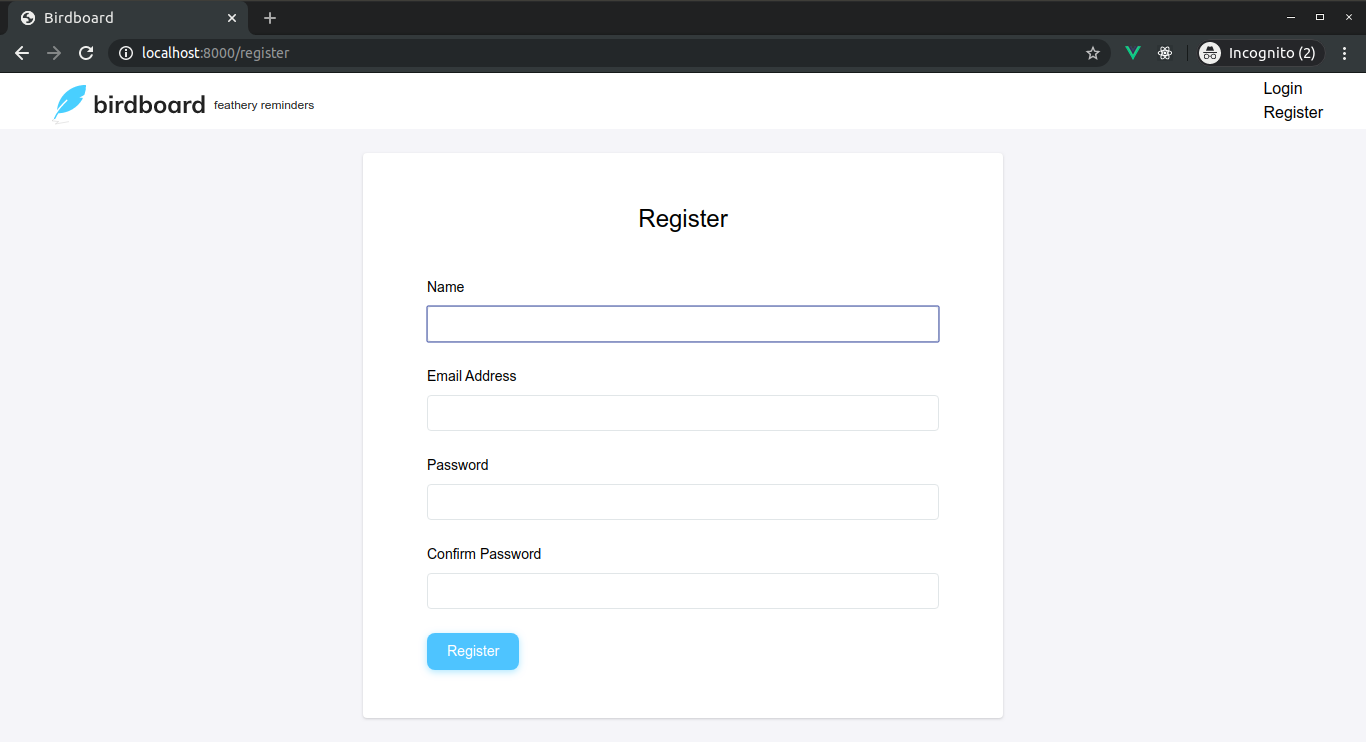 Birdboard
localhost:8000/register
Incognito (2)
birdboard feathery reminders
Login
Register
Register
Name
Email Address
Password
Confirm Password
Register